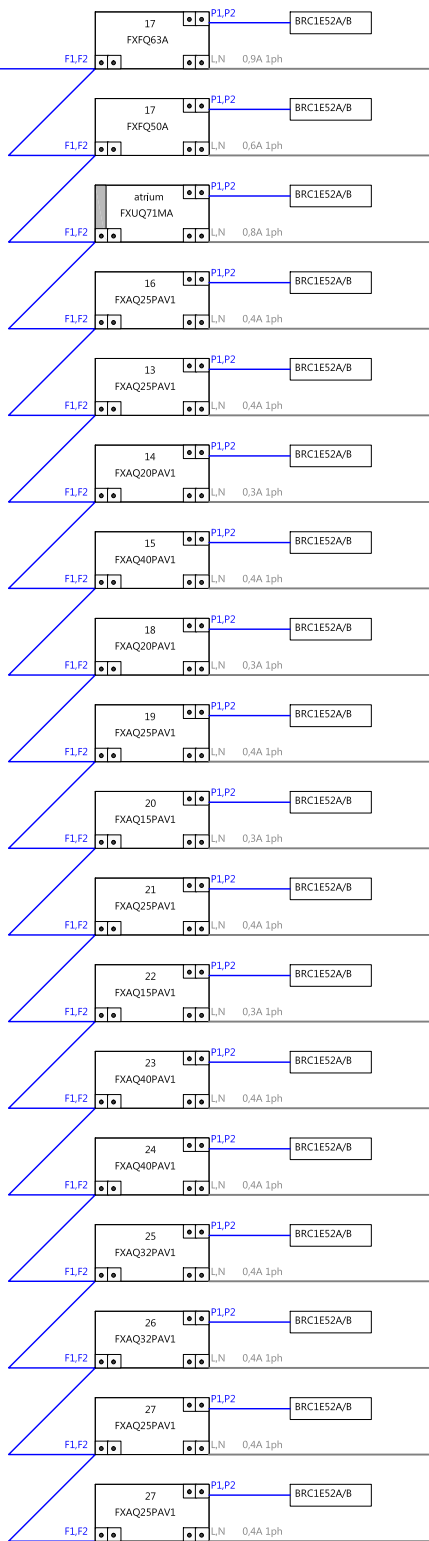 17 P1,P2 BRC1E52A/B
FXFQ63A
F1,F2 L,N 0,9A 1ph
17 P1,P2 BRC1E52A/B
FXFQ50A
F1,F2 L,N 0,6A 1ph
atrium P1,P2 BRC1E52A/B
FXUQ71MA
F1,F2 L,N 0,8A 1ph
16 P1,P2 BRC1E52A/B
FXAQ25PAV1
F1,F2 L,N 0,4A 1ph
13 P1,P2 BRC1E52A/B
FXAQ25PAV1
F1,F2 L,N 0,4A 1ph
14 P1,P2 BRC1E52A/B
FXAQ20PAV1
F1,F2 L,N 0,3A 1ph
15 P1,P2 BRC1E52A/B
FXAQ40PAV1
F1,F2 L,N 0,4A 1ph
18 P1,P2 BRC1E52A/B
FXAQ20PAV1
F1,F2 L,N 0,3A 1ph
19 P1,P2 BRC1E52A/B
FXAQ25PAV1
F1,F2 L,N 0,4A 1ph
20 P1,P2 BRC1E52A/B
FXAQ15PAV1
F1,F2 L,N 0,3A 1ph
21 P1,P2 BRC1E52A/B
FXAQ25PAV1
F1,F2 L,N 0,4A 1ph
22 P1,P2 BRC1E52A/B
FXAQ15PAV1
F1,F2 L,N 0,3A 1ph
23 P1,P2 BRC1E52A/B
FXAQ40PAV1
F1,F2 L,N 0,4A 1ph
24 P1,P2 BRC1E52A/B
FXAQ40PAV1
F1,F2 L,N 0,4A 1ph
25 P1,P2 BRC1E52A/B
FXAQ32PAV1
F1,F2 L,N 0,4A 1ph
26 P1,P2 BRC1E52A/B
FXAQ32PAV1
F1,F2 L,N 0,4A 1ph
27 P1,P2 BRC1E52A/B
FXAQ25PAV1
F1,F2 L,N 0,4A 1ph
27 P1,P2 BRC1E52A/B
FXAQ25PAV1
F1,F2 L,N 0,4A 1ph